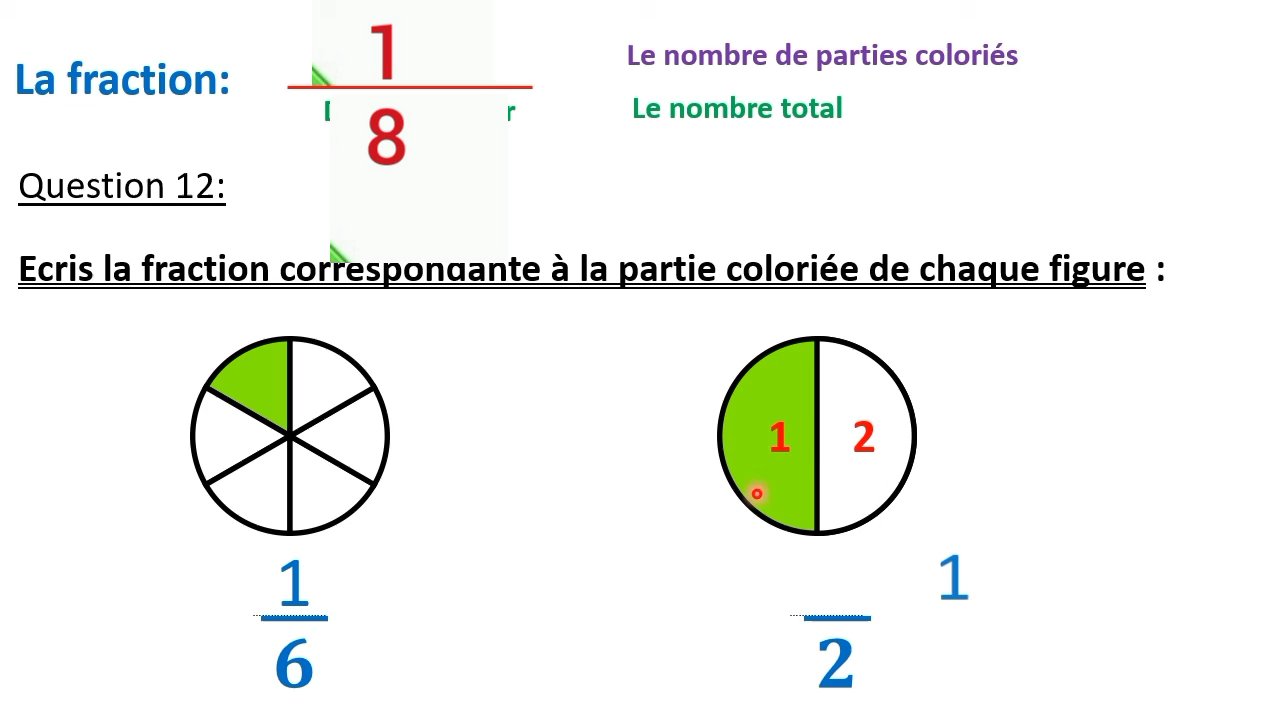 La fraction:
1
8
Le nombre de parties coloriés
Le nombre total
Question 12:
Ecris la fraction correspondante à la partie coloriée de chaque figure :
1 2
1
6
1
2